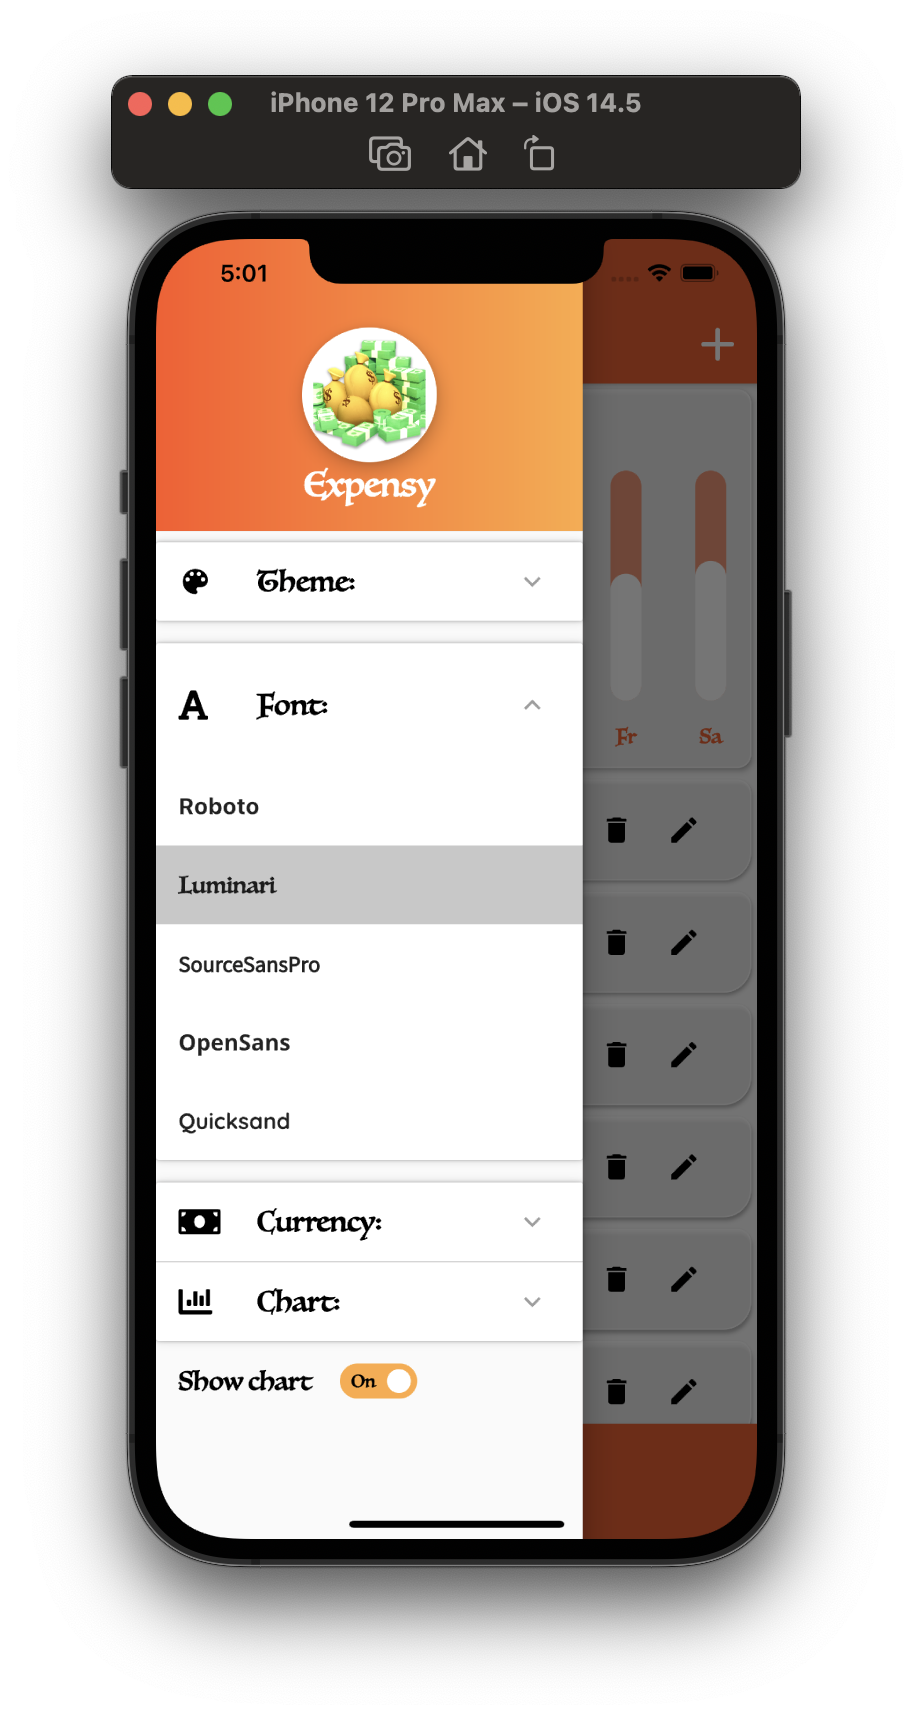 iPhone 12 Pro Max – iOS 14.5
5:01
Expensy
Theme:
Font:
Fr Sa
Roboto
Luminari
SourceSansPro
OpenSans
Quicksand
Currency:
Chart:
Show chart On